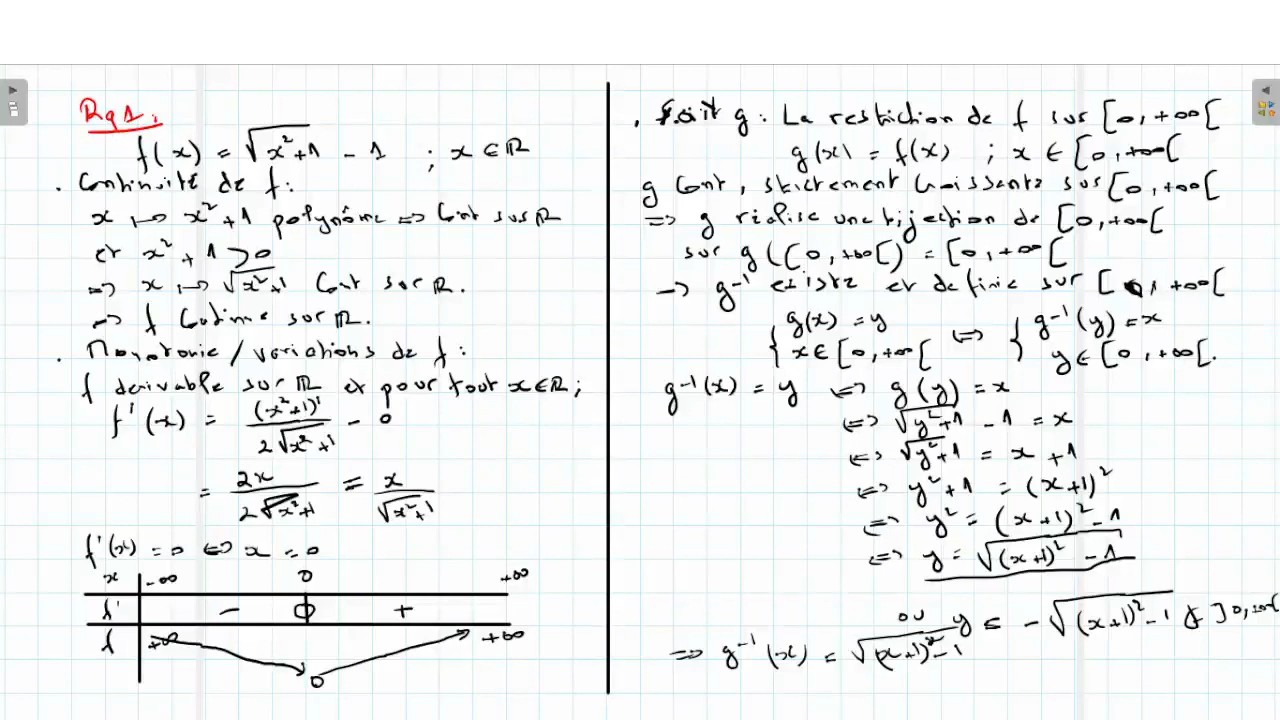 Rq 1:
f(x) = √(x²+1) - 1 ; x ∈ ℝ
. Continuité de f:
x ↦ x²+1 polynôme ⇒ Cont sur ℝ
et x²+1 > 0
⇒ x ↦ √(x²+1) Cont sur ℝ.
⇒ f Continue sur ℝ.
. Monotonie / variations de f:
f derivable sur ℝ et pour tout x ∈ ℝ;
f'(x) = (x²+1)' / 2√(x²+1) - 0
= 2x / 2√(x²+1) = x / √(x²+1)
f'(x) = 0 ⇔ x = 0
x -∞ 0 +∞
f' - 0 +
f +∞ 0 +∞
. Soit g: La restriction de f sur [0, +∞[
g(x) = f(x) ; x ∈ [0, +∞[
g Cont, strictement Croissante sur [0, +∞[
⇒ g réalise une bijection de [0, +∞[
sur g([0, +∞[) = [0, +∞[
→ g⁻¹ existe et definie sur [0, +∞[
{ g(x) = y ⇔ { g⁻¹(y) = x
x ∈ [0, +∞[ y ∈ [0, +∞[.
g⁻¹(x) = y ⇔ g(y) = x
⇔ √(y²+1) - 1 = x
⇔ √(y²+1) = x + 1
⇔ y²+1 = (x+1)²
⇔ y² = (x+1)² - 1
⇔ y = √((x+1)² - 1)
ou y = - √((x+1)² - 1) ∉ ]0, +∞[
⇒ g⁻¹(x) = √((x+1)² - 1)